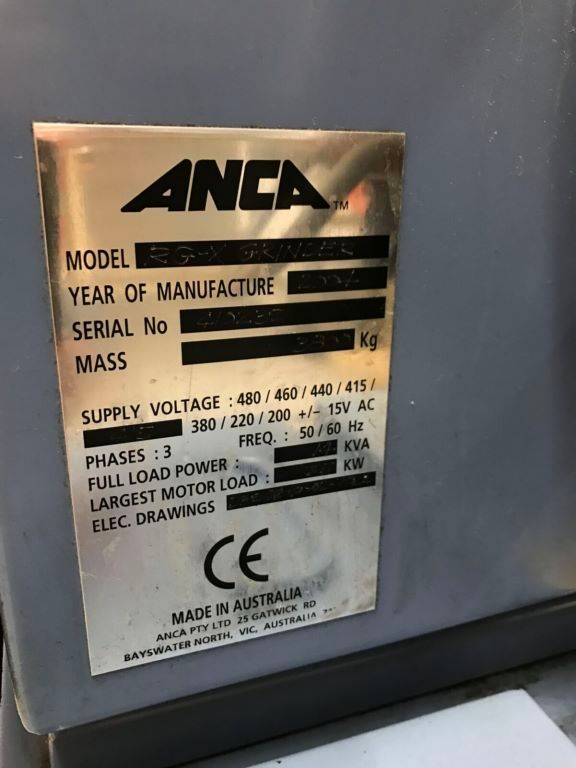 ANCA™
MODEL RG-X GRINDER
YEAR OF MANUFACTURE
SERIAL No
MASS Kg
SUPPLY VOLTAGE : 480 / 460 / 440 / 415 /
380 / 220 / 200 +/- 15V AC
PHASES : 3 FREQ. : 50 / 60 Hz
FULL LOAD POWER : KVA
LARGEST MOTOR LOAD : KW
ELEC. DRAWINGS
CE
MADE IN AUSTRALIA
ANCA PTY LTD 25 GATWICK RD
BAYSWATER NORTH, VIC, AUSTRALIA